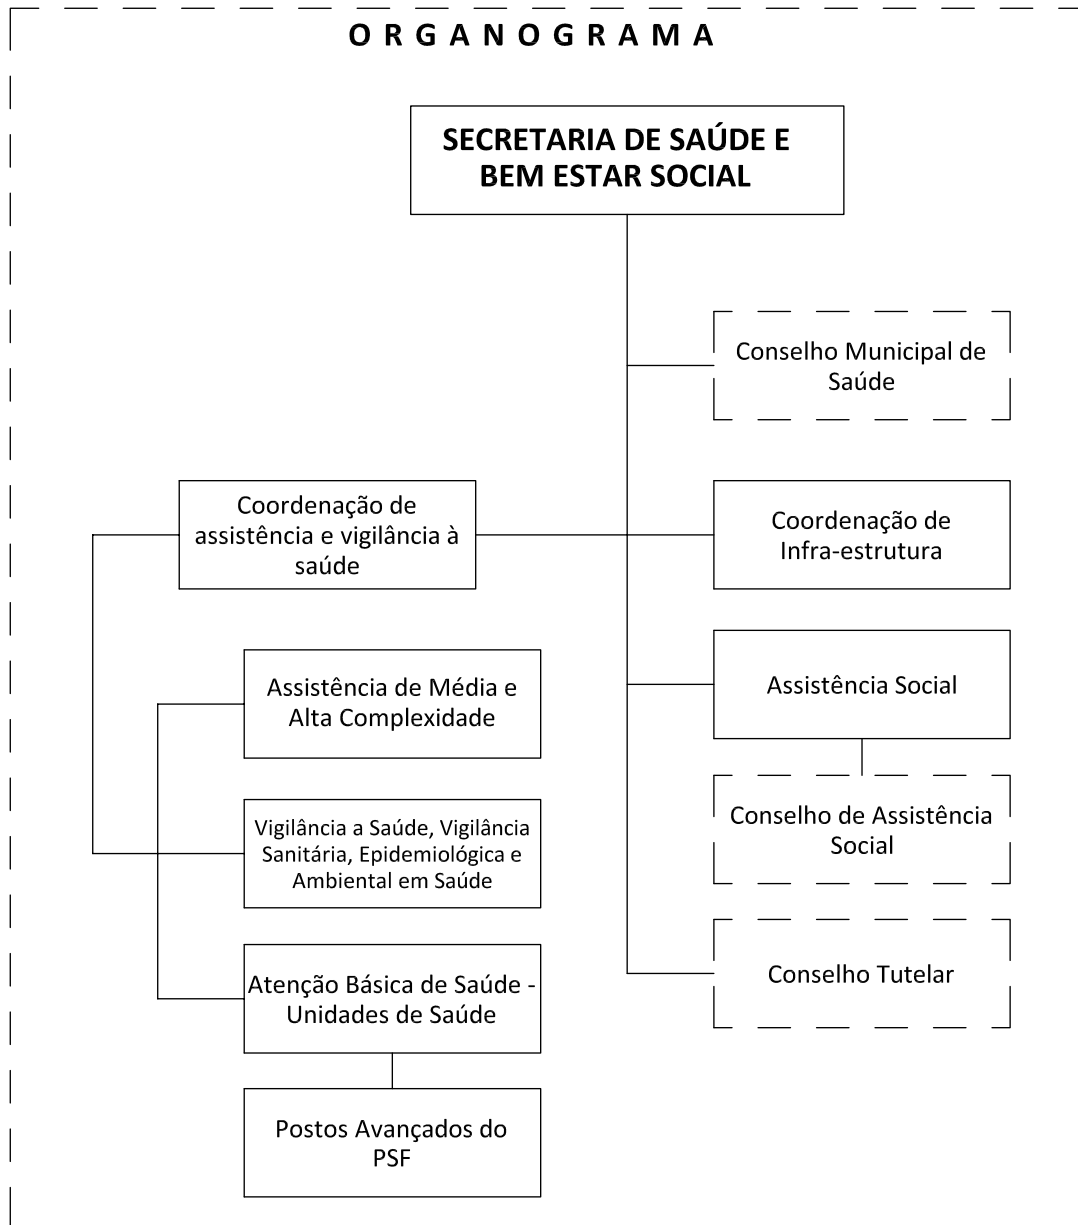 ORGANOGRAMA
SECRETARIA DE SAÚDE E
BEM ESTAR SOCIAL
Conselho Municipal de
Saúde
Coordenação de
assistência e vigilância à
saúde
Coordenação de
Infra-estrutura
Assistência de Média e
Alta Complexidade
Assistência Social
Vigilância a Saúde, Vigilância
Sanitária, Epidemiológica e
Ambiental em Saúde
Conselho de Assistência
Social
Atenção Básica de Saúde -
Unidades de Saúde
Conselho Tutelar
Postos Avançados do
PSF